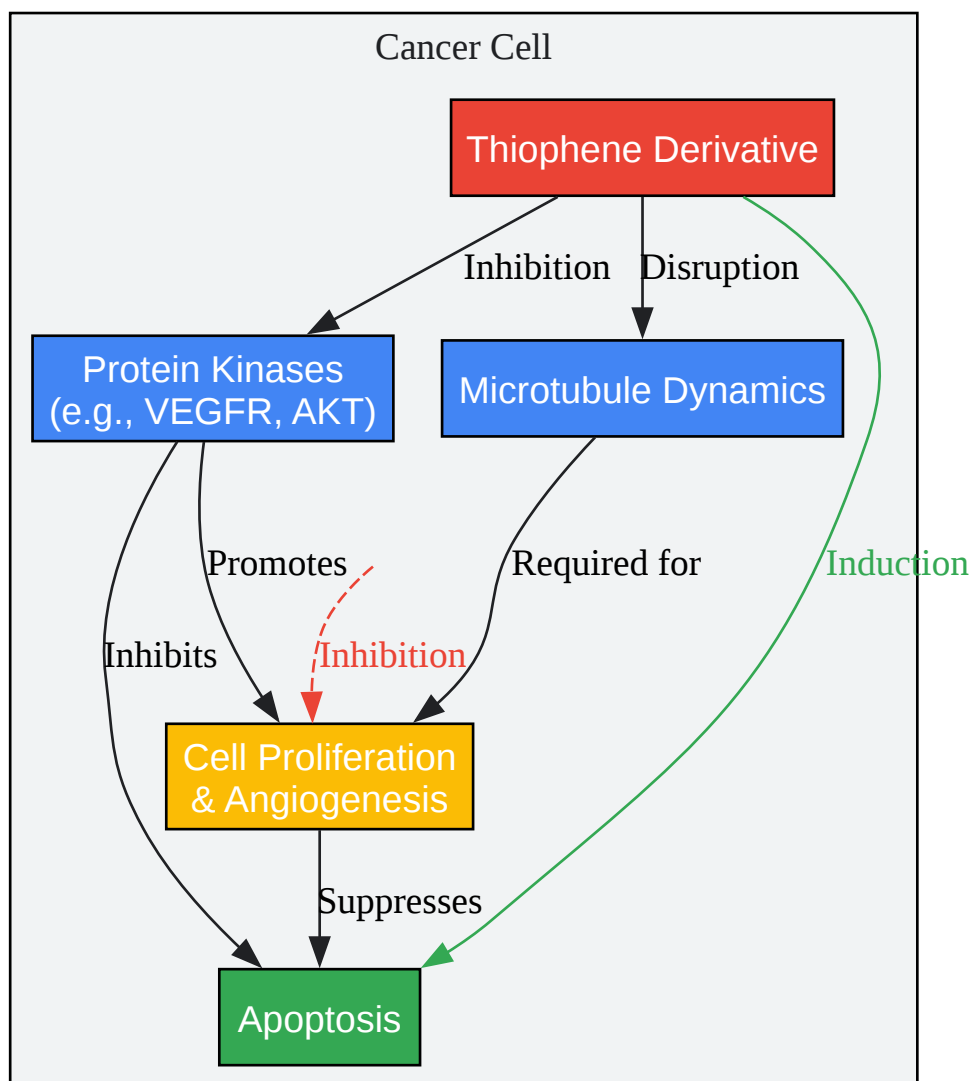 Cancer Cell
Thiophene Derivative
Inhibition
Disruption
Protein Kinases
(e.g., VEGFR, AKT)
Microtubule Dynamics
Promotes
Required for
Induction
Inhibits
Inhibition
Cell Proliferation
& Angiogenesis
Suppresses
Apoptosis